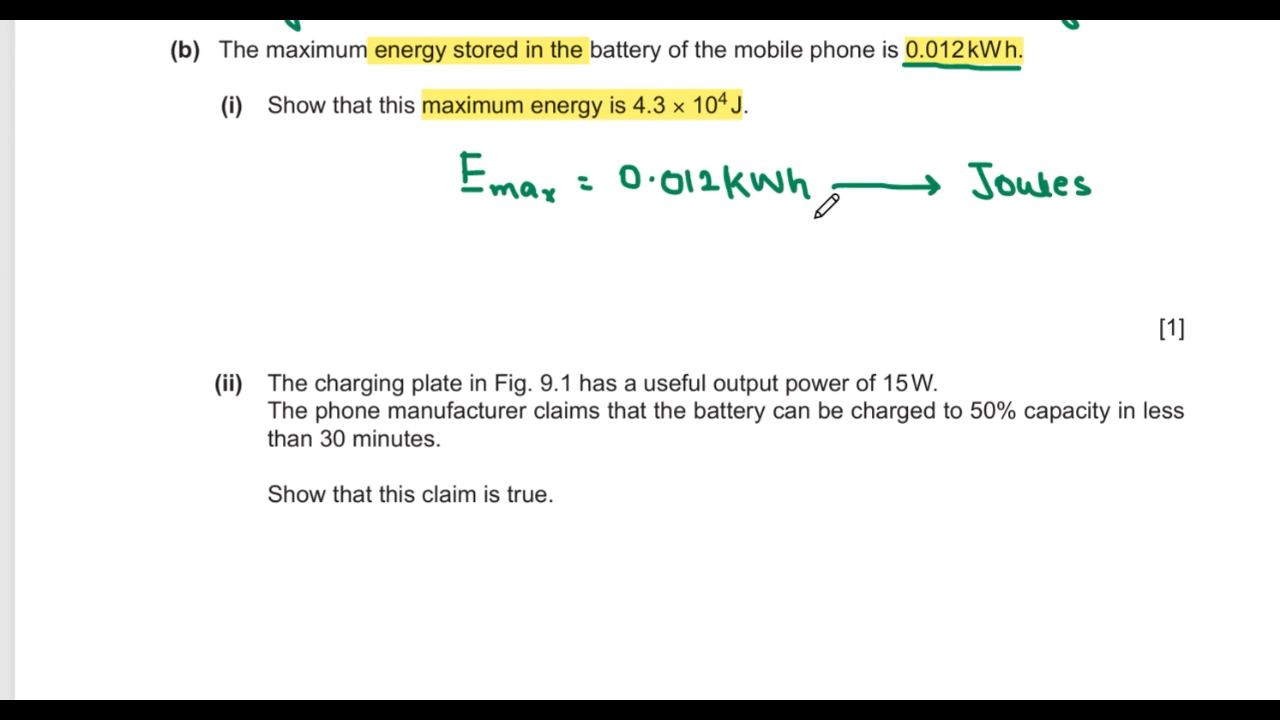 (b) The maximum energy stored in the battery of the mobile phone is 0.012 kWh.
(i) Show that this maximum energy is 4.3 × 10⁴ J.
Emax = 0.012 kWh → Joules
[1]
(ii) The charging plate in Fig. 9.1 has a useful output power of 15 W.
The phone manufacturer claims that the battery can be charged to 50% capacity in less
than 30 minutes.
Show that this claim is true.